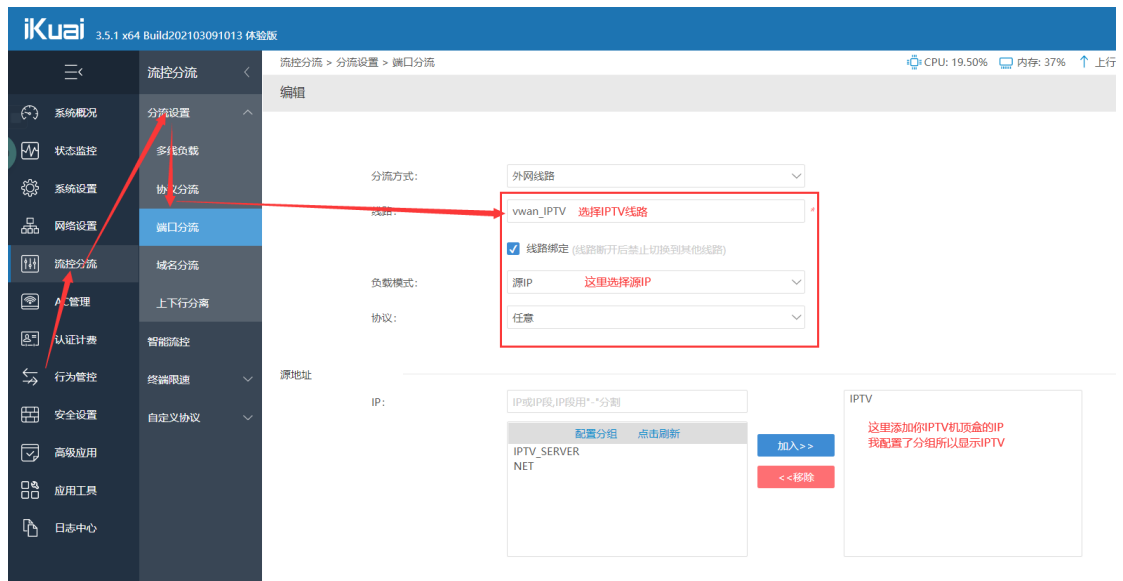 iKuai 3.5.1 x64 Build202103091013 体验版
流控分流
流控分流 > 分流设置 > 端口分流
CPU: 19.50% 内存: 37% 上行
编辑
系统概况
状态监控
系统设置
网络设置
流控分流
AC管理
认证计费
行为管控
安全设置
高级应用
应用工具
日志中心
分流设置
多线负载
协议分流
端口分流
域名分流
上下行分离
智能流控
终端限速
自定义协议
分流方式: 外网线路
线路: vwan_IPTV 选择IPTV线路 *
线路绑定 (线路断开后禁止切换到其他线路)
负载模式: 源IP 这里选择源IP
协议: 任意
源地址
IP: IP或IP段,IP段用"-"分割
配置分组 点击刷新
IPTV_SERVER
NET
加入>>
<<移除
IPTV
这里添加你IPTV机顶盒的IP
我配置了分组所以显示IPTV